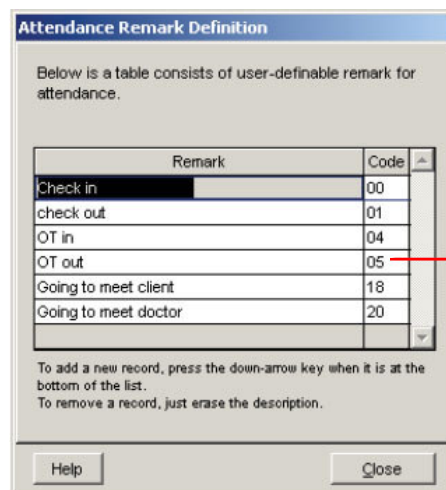 Attendance Remark Definition
Below is a table consists of user-definable remark for
attendance.
Remark Code
Check in 00
check out 01
OT in 04
OT out 05
Going to meet client 18
Going to meet doctor 20
To add a new record, press the down-arrow key when it is at the
bottom of the list.
To remove a record, just erase the description.
Help Close